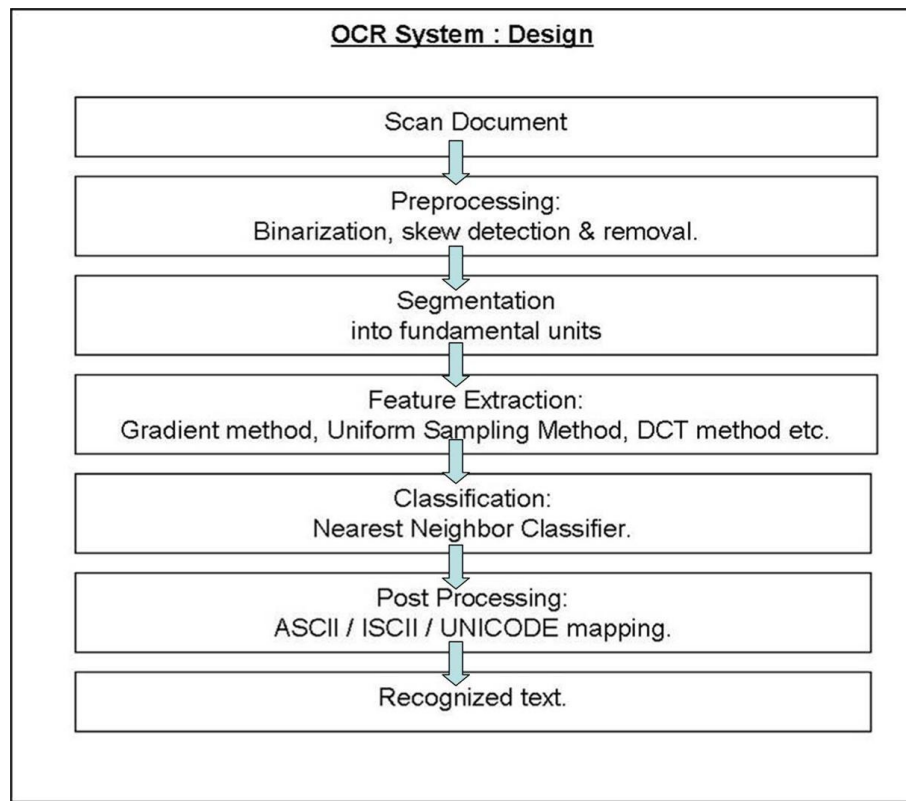 OCR System : Design
Scan Document
Preprocessing:
Binarization, skew detection & removal.
Segmentation
into fundamental units
Feature Extraction:
Gradient method, Uniform Sampling Method, DCT method etc.
Classification:
Nearest Neighbor Classifier.
Post Processing:
ASCII / ISCII / UNICODE mapping.
Recognized text.